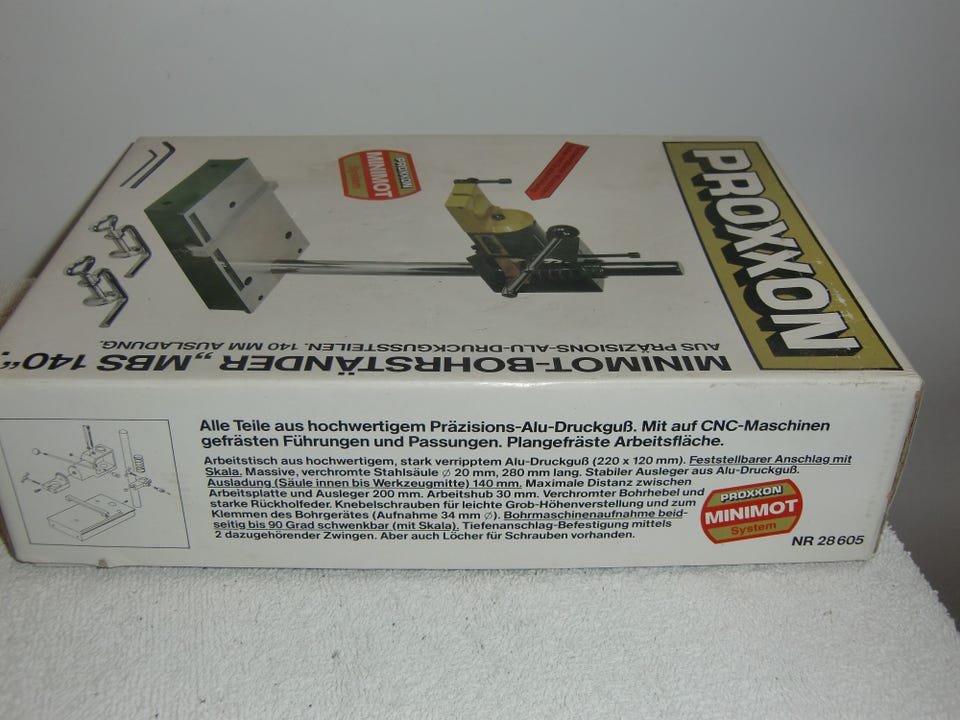 PROXXON
PROXXON
MINIMOT
System
MINIMOT-BOHRSTÄNDER „MBS 140“.
AUS PRÄZISIONS-ALU-DRUCKGUSSTEILEN. 140 MM AUSLADUNG.
Alle Teile aus hochwertigem Präzisions-Alu-Druckguß. Mit auf CNC-Maschinen
gefrästen Führungen und Passungen. Plangefräste Arbeitsfläche.
Arbeitstisch aus hochwertigem, stark verripptem Alu-Druckguß (220 x 120 mm). Feststellbarer Anschlag mit
Skala. Massive, verchromte Stahlsäule ∅ 20 mm, 280 mm lang. Stabiler Ausleger aus Alu-Druckguß.
Ausladung (Säule innen bis Werkzeugmitte) 140 mm. Maximale Distanz zwischen
Arbeitsplatte und Ausleger 200 mm. Arbeitshub 30 mm. Verchromter Bohrhebel und
starke Rückholfeder. Knebelschrauben für leichte Grob-Höhenverstellung und zum
Klemmen des Bohrgerätes (Aufnahme 34 mm ∅). Bohrmaschinenaufnahme beid-
seitig bis 90 Grad schwenkbar (mit Skala). Tiefenanschlag-Befestigung mittels
2 dazugehörender Zwingen. Aber auch Löcher für Schrauben vorhanden.
PROXXON
MINIMOT
System
NR 28605